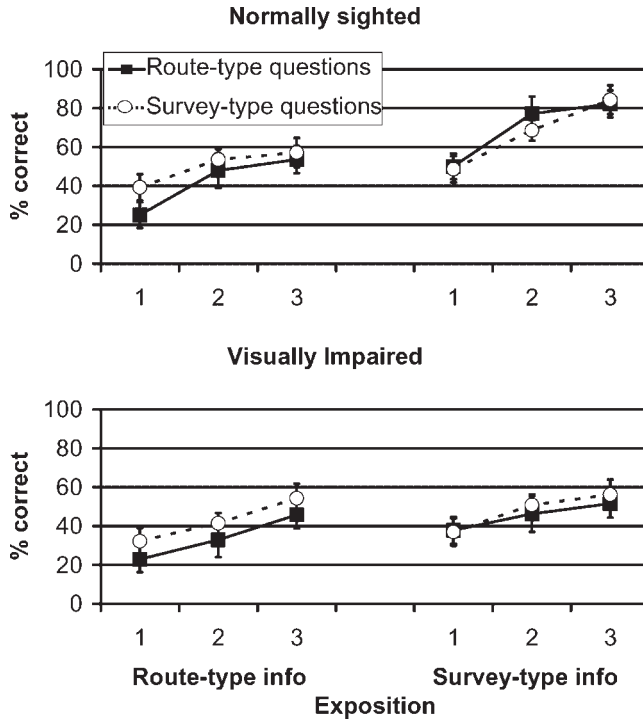 Normally sighted
Route-type questions
Survey-type questions
% correct
100
80
60
40
20
0
1 2 3 1 2 3
Visually Impaired
% correct
100
80
60
40
20
0
1 2 3 1 2 3
Route-type info Survey-type info
Exposition